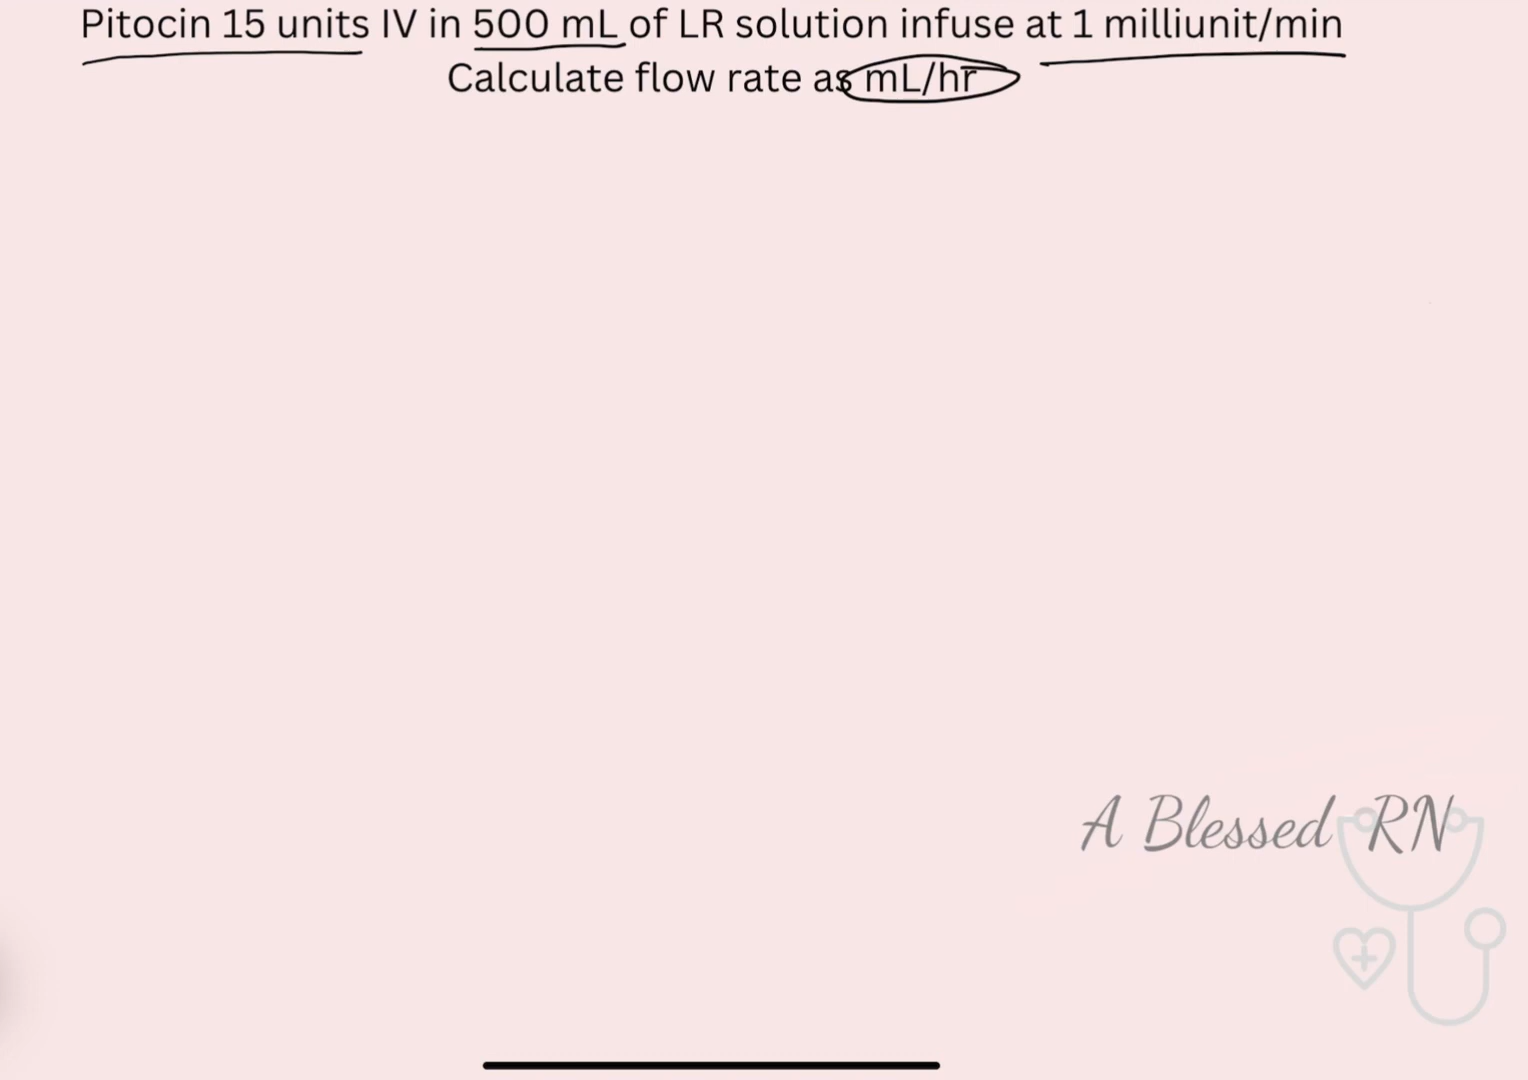 Pitocin 15 units IV in 500 mL of LR solution infuse at 1 milliunit/min
Calculate flow rate as mL/hr
A Blessed RN